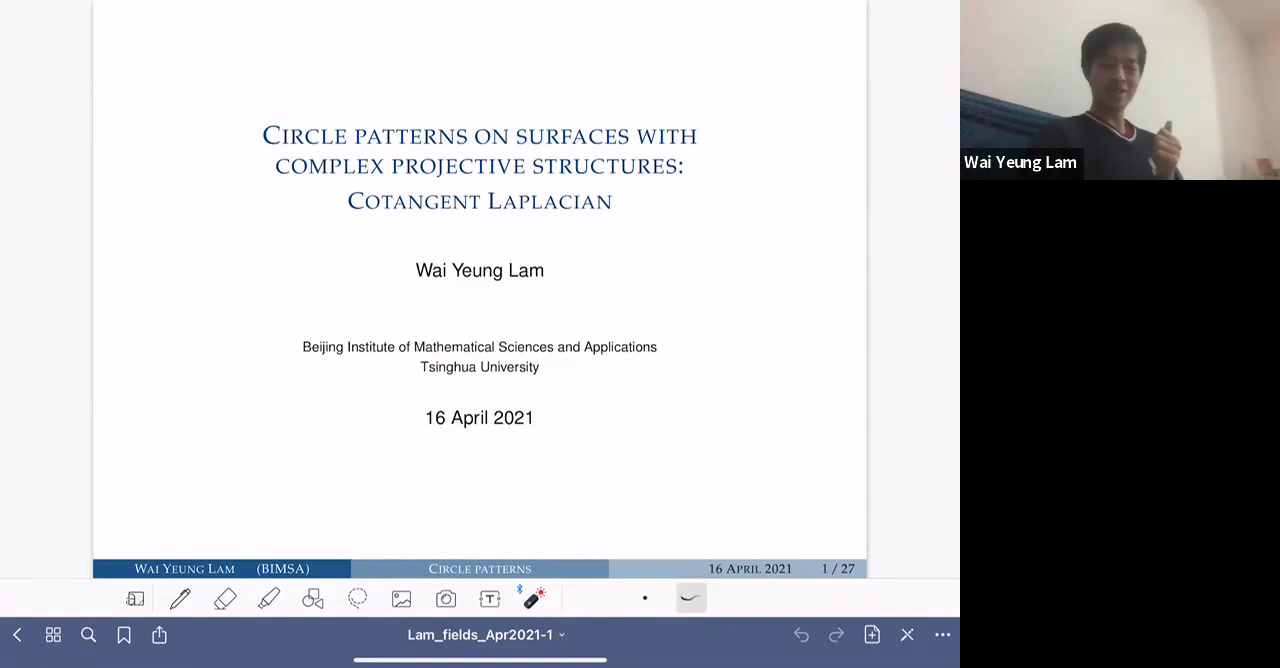 CIRCLE PATTERNS ON SURFACES WITH
COMPLEX PROJECTIVE STRUCTURES:
COTANGENT LAPLACIAN
Wai Yeung Lam
Beijing Institute of Mathematical Sciences and Applications
Tsinghua University
16 April 2021
WAI YEUNG LAM (BIMSA) CIRCLE PATTERNS 16 APRIL 2021 1 / 27
T
Lam_fields_Apr2021-1
Wai Yeung Lam